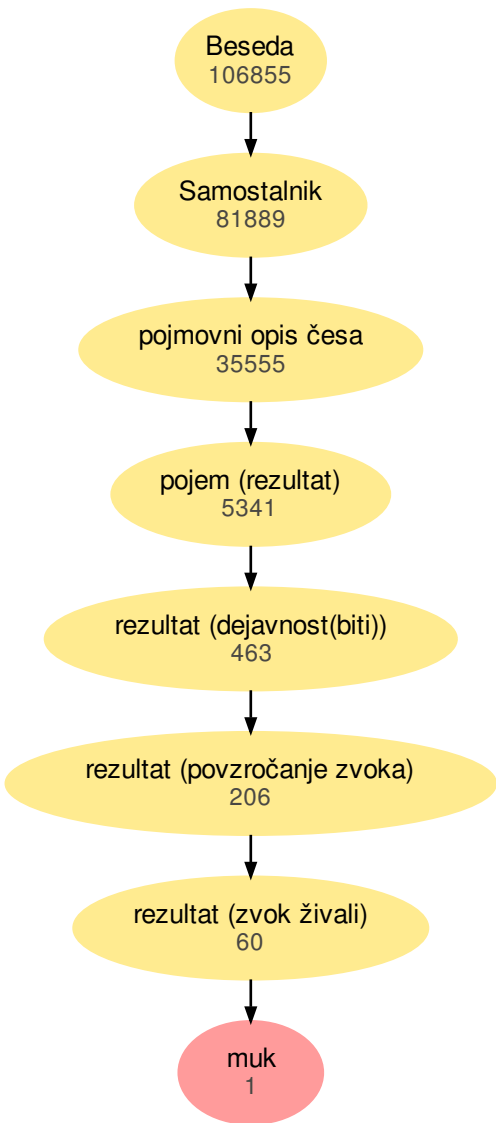 Beseda
106855
Samostalnik
81889
pojmovni opis česa
35555
pojem (rezultat)
5341
rezultat (dejavnost(biti))
463
rezultat (povzročanje zvoka)
206
rezultat (zvok živali)
60
muk
1